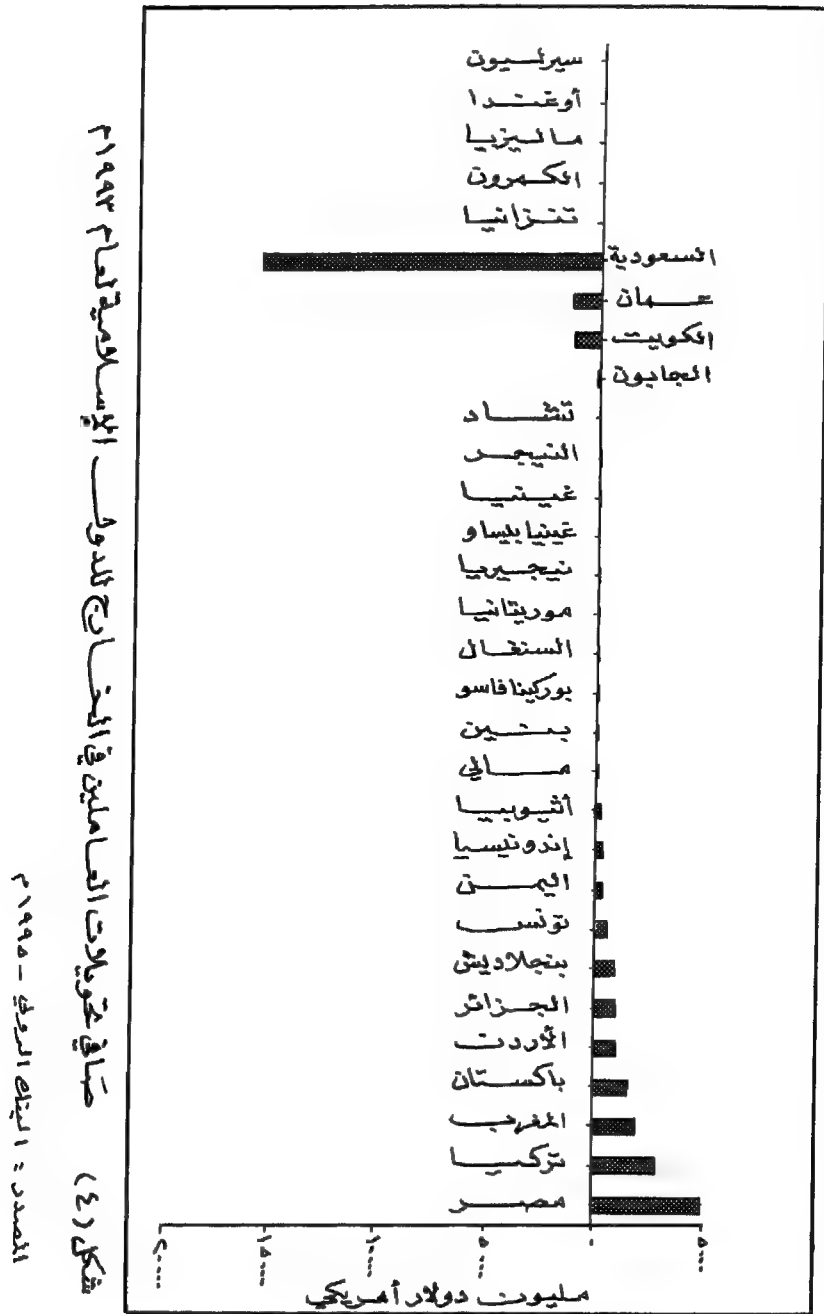 سيراليون
أوغندا
ماليزيا
الكمرون
تنزانيا
السعودية
عمان
الكويت
الجابون
تشاد
النيجر
غينيا
غينيا بيساو
نيجيريا
موريتانيا
السنغال
بوركينافاسو
بنين
مالي
أثيوبيا
إندونيسيا
اليمن
تونس
بنجلاديش
الجزائر
الأردن
باكستان
المغرب
تركيا
مصر
٢٠٠٠٠ ١٥٠٠٠ ١٠٠٠٠ ٥٠٠٠ ٠ ٥٠٠٠
مليون دولار أمريكي
شكل (٤) صافي تحويلات العاملين في الخارج للدول الإسلامية لعام ١٩٩٣م
المصدر : البنك الدولي - ١٩٩٥م